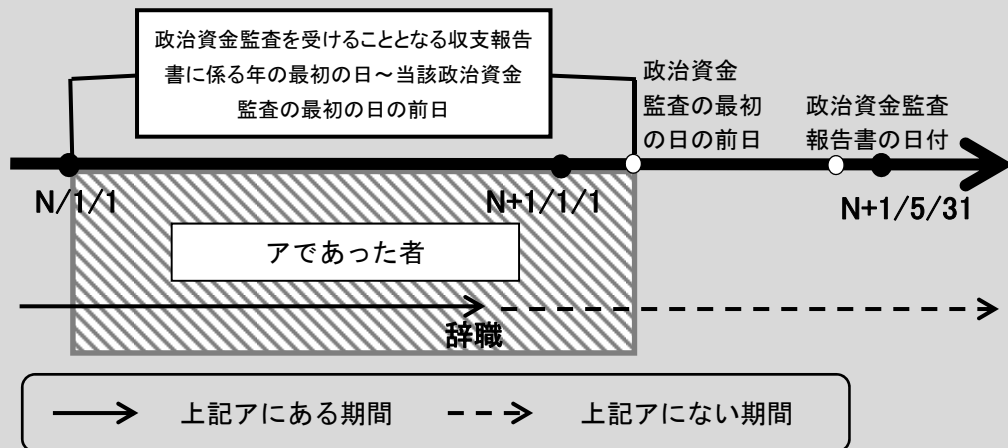 政治資金監査を受けることとなる収支報告
書に係る年の最初の日～当該政治資金
監査の最初の日の前日
政治資金
監査の最初
の日の前日
政治資金監査
報告書の日付
N/1/1
N+1/1/1
N+1/5/31
アであった者
辞職
上記アにある期間
上記アにない期間